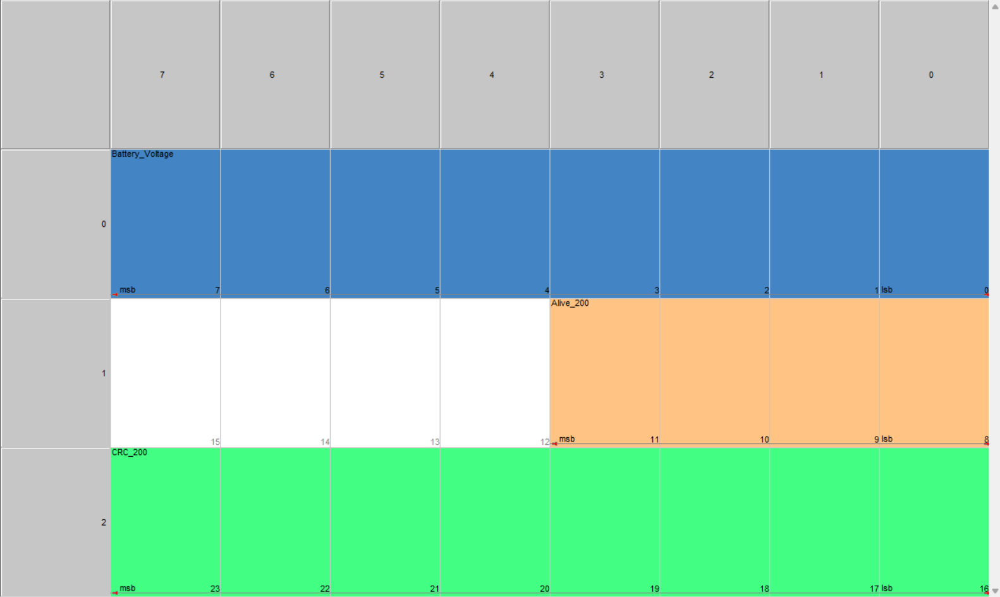 7 6 5 4 3 2 1 0
Battery_Voltage
0
msb 7 6 5 4 3 2 1 lsb 0
Alive_200
1
15 14 13 12 msb 11 10 9 lsb 8
CRC_200
2
msb 23 22 21 20 19 18 17 lsb 16